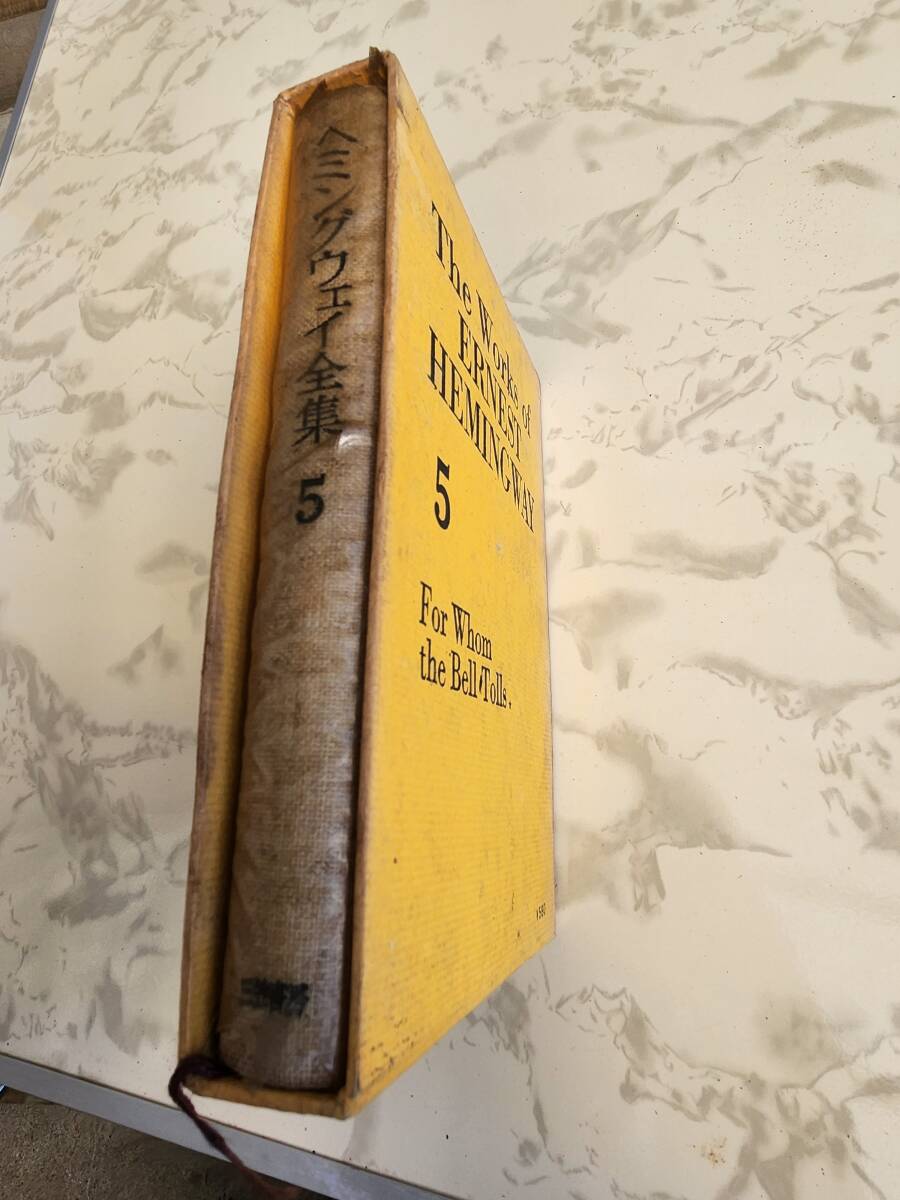 ヘミングウェイ全集
5
The Works of
ERNEST
HEMINGWAY
5
For Whom
the Bell Tolls.